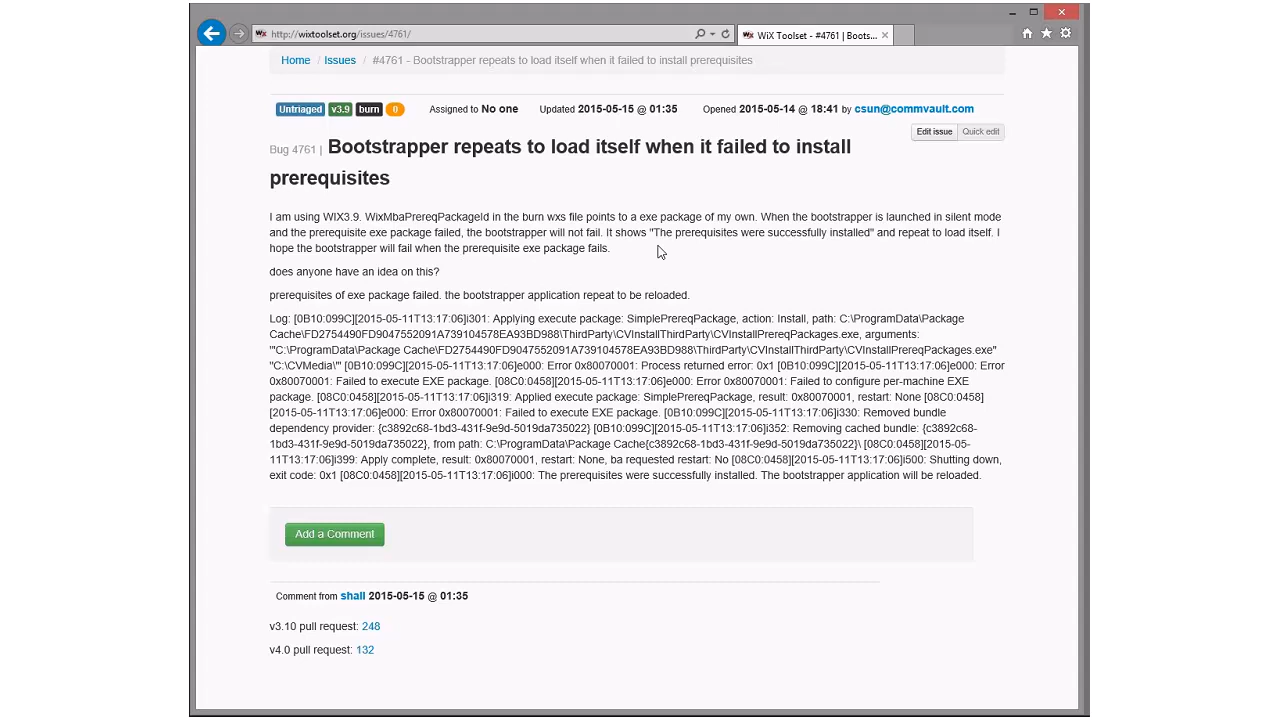 http://wixtoolset.org/issues/4761/
WiX Toolset - #4761 | Boots...
Home Issues #4761 - Bootstrapper repeats to load itself when it failed to install prerequisites
Untriaged v3.9 burn 0 Assigned to No one Updated 2015-05-15 @ 01:35 Opened 2015-05-14 @ 18:41 by csun@commvault.com
Edit issue Quick edit
Bug 4761 | Bootstrapper repeats to load itself when it failed to install
prerequisites
I am using WIX3.9. WixMbaPrereqPackageId in the burn wxs file points to a exe package of my own. When the bootstrapper is launched in silent mode
and the prerequisite exe package failed, the bootstrapper will not fail. It shows "The prerequisites were successfully installed" and repeat to load itself. I
hope the bootstrapper will fail when the prerequisite exe package fails.
does anyone have an idea on this?
prerequisites of exe package failed. the bootstrapper application repeat to be reloaded.
Log: [0B10:099C][2015-05-11T13:17:06]i301: Applying execute package: SimplePrereqPackage, action: Install, path: C:\ProgramData\Package
Cache\FD2754490FD9047552091A739104578EA93BD988\ThirdParty\CVInstallThirdParty\CVInstallPrereqPackages.exe, arguments:
'"C:\ProgramData\Package Cache\FD2754490FD9047552091A739104578EA93BD988\ThirdParty\CVInstallThirdParty\CVInstallPrereqPackages.exe"
"C:\CVMedia\"' [0B10:099C][2015-05-11T13:17:06]e000: Error 0x80070001: Process returned error: 0x1 [0B10:099C][2015-05-11T13:17:06]e000: Error
0x80070001: Failed to execute EXE package. [08C0:0458][2015-05-11T13:17:06]e000: Error 0x80070001: Failed to configure per-machine EXE
package. [08C0:0458][2015-05-11T13:17:06]i319: Applied execute package: SimplePrereqPackage, result: 0x80070001, restart: None [08C0:0458]
[2015-05-11T13:17:06]e000: Error 0x80070001: Failed to execute EXE package. [0B10:099C][2015-05-11T13:17:06]i330: Removed bundle
dependency provider: {c3892c68-1bd3-431f-9e9d-5019da735022} [0B10:099C][2015-05-11T13:17:06]i352: Removing cached bundle: {c3892c68-
1bd3-431f-9e9d-5019da735022}, from path: C:\ProgramData\Package Cache{c3892c68-1bd3-431f-9e9d-5019da735022}\ [08C0:0458][2015-05-
11T13:17:06]i399: Apply complete, result: 0x80070001, restart: None, ba requested restart: No [08C0:0458][2015-05-11T13:17:06]i500: Shutting down,
exit code: 0x1 [08C0:0458][2015-05-11T13:17:06]i000: The prerequisites were successfully installed. The bootstrapper application will be reloaded.
Add a Comment
Comment from shall 2015-05-15 @ 01:35
v3.10 pull request: 248
v4.0 pull request: 132